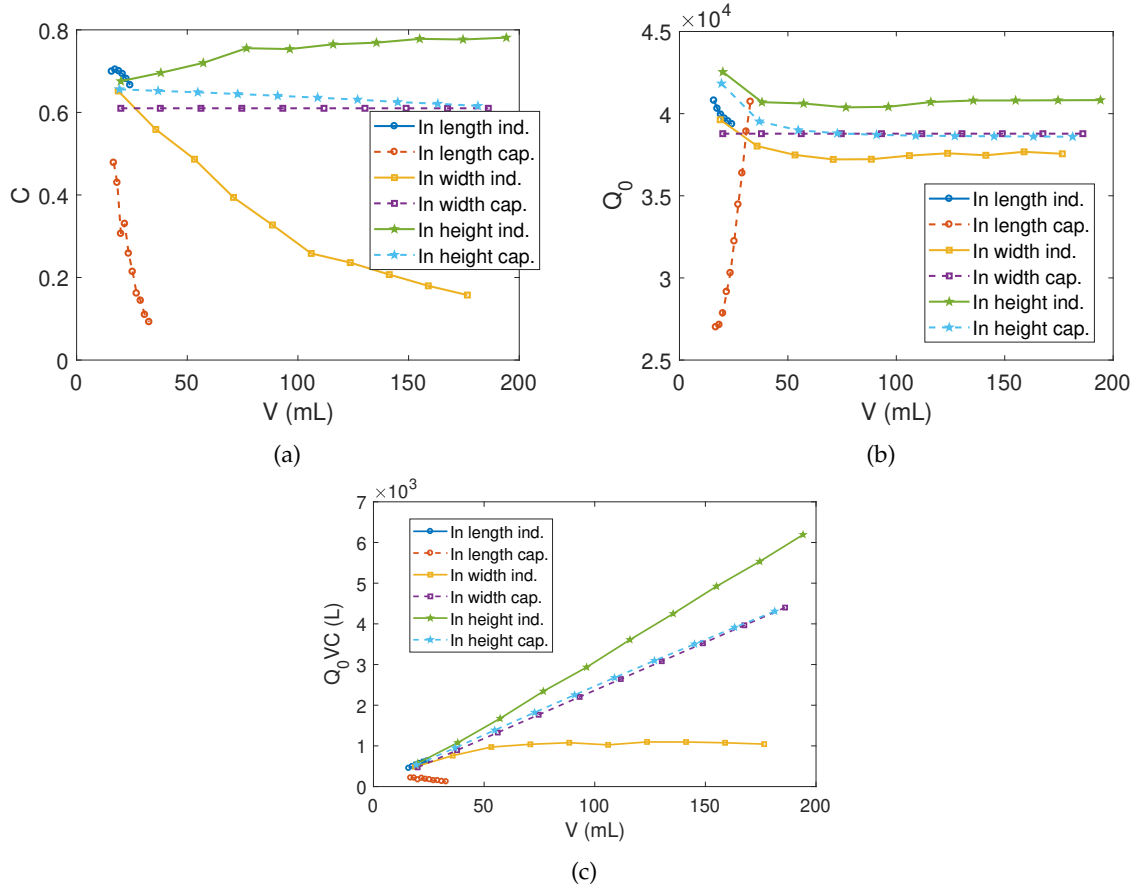 0.8
0.6
0.4
0.2
0
C
0
50
100
150
200
V (mL)
In length ind.
In length cap.
In width ind.
In width cap.
In height ind.
In height cap.
(a)
×10⁴
4.5
4
3.5
3
2.5
Q₀
0
50
100
150
200
V (mL)
In length ind.
In length cap.
In width ind.
In width cap.
In height ind.
In height cap.
(b)
×10³
7
6
5
4
3
2
1
0
Q₀VC (L)
0
50
100
150
200
V (mL)
In length ind.
In length cap.
In width ind.
In width cap.
In height ind.
In height cap.
(c)